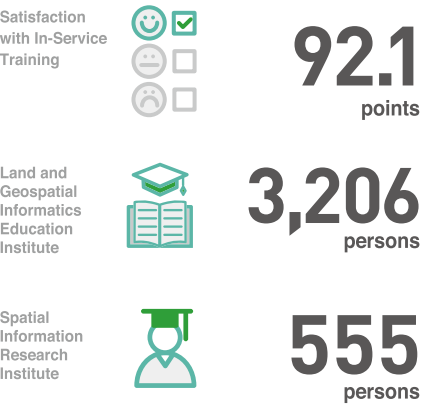 Satisfaction
with In-Service
Training
92.1
points
Land and
Geospatial
Informatics
Education
Institute
3,206
persons
Spatial
Information
Research
Institute
555
persons